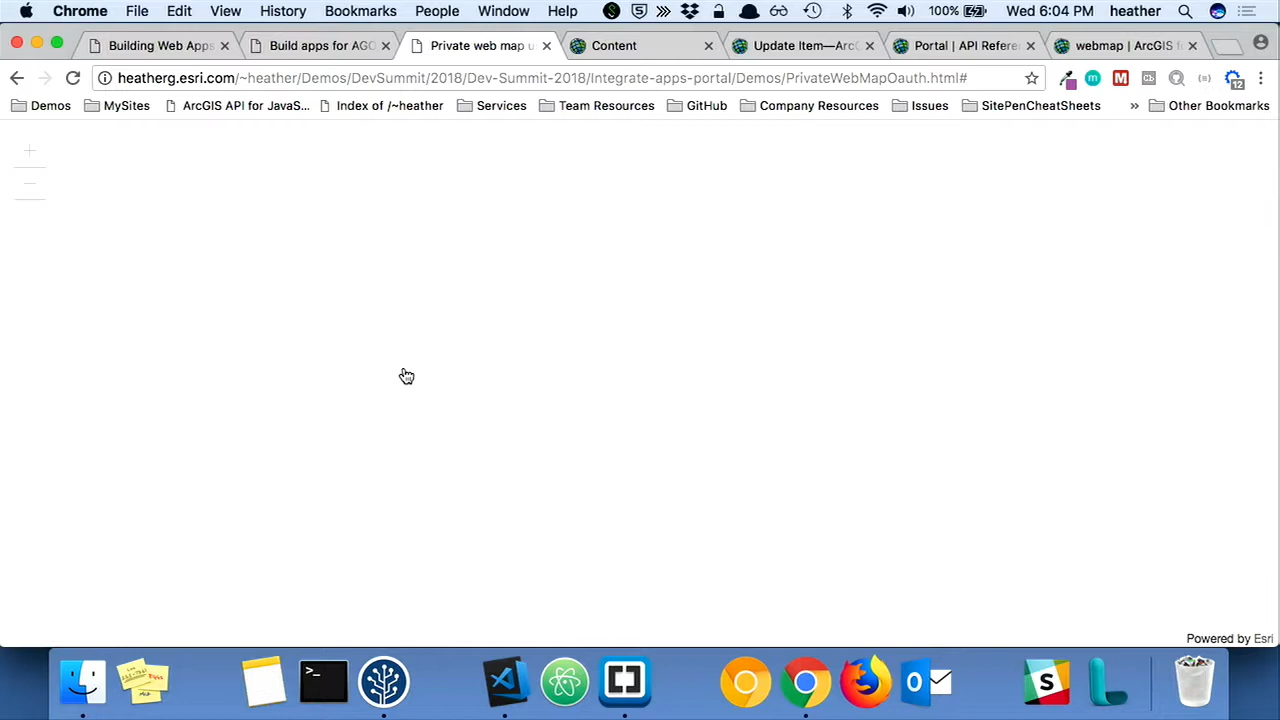 Chrome File Edit View History Bookmarks People Window Help 100% Wed 6:04 PM heather
Building Web Apps Build apps for AGO Private web map u Content Update Item—ArcG Portal | API Referen webmap | ArcGIS f
heatherg.esri.com/~heather/Demos/DevSummit/2018/Dev-Summit-2018/Integrate-apps-portal/Demos/PrivateWebMapOauth.html#
Demos MySites ArcGIS API for JavaS... Index of /~heather Services Team Resources GitHub Company Resources Issues SitePenCheatSheets » Other Bookmarks
Powered by Esri